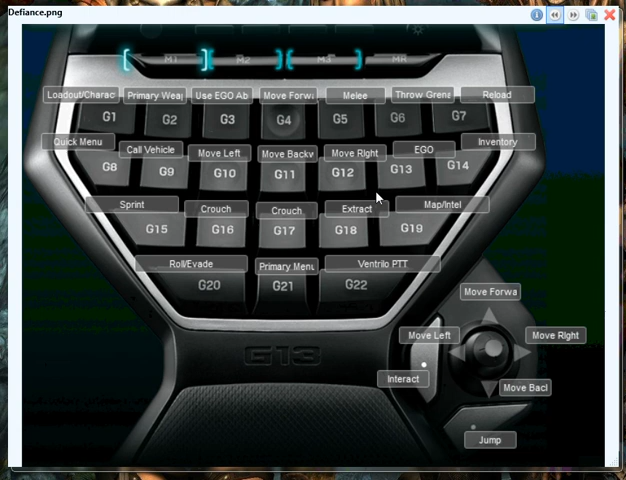 Defiance.png
M1 M2 M3 MR
Loadout/Charac Primary Weap Use EGO Ab Move Forwa Melee Throw Grena Reload
G1 G2 G3 G4 G5 G6 G7
Quick Menu Call Vehicle Move Left Move Backw Move RIght EGO Inventory
G8 G9 G10 G11 G12 G13 G14
Sprint Crouch Crouch Extract Map/Intel
G15 G16 G17 G18 G19
Roll/Evade Primary Menu Ventrilo PTT
G20 G21 G22
Move Forwa
Move Left Move RIght
G13
Interact Move Bacl
Jump